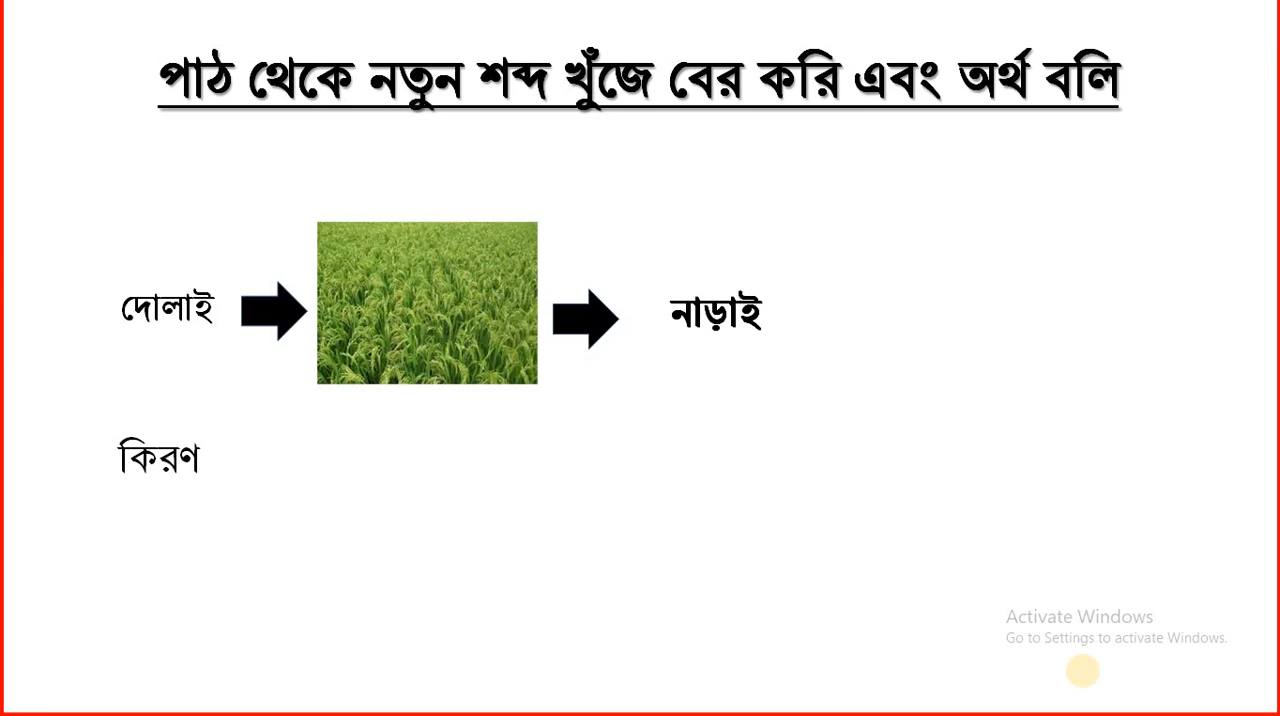 পাঠ থেকে নতুন শব্দ খুঁজে বের করি এবং অর্থ বলি
দোলাই
নাড়াই
কিরণ
Activate Windows
Go to Settings to activate Windows.